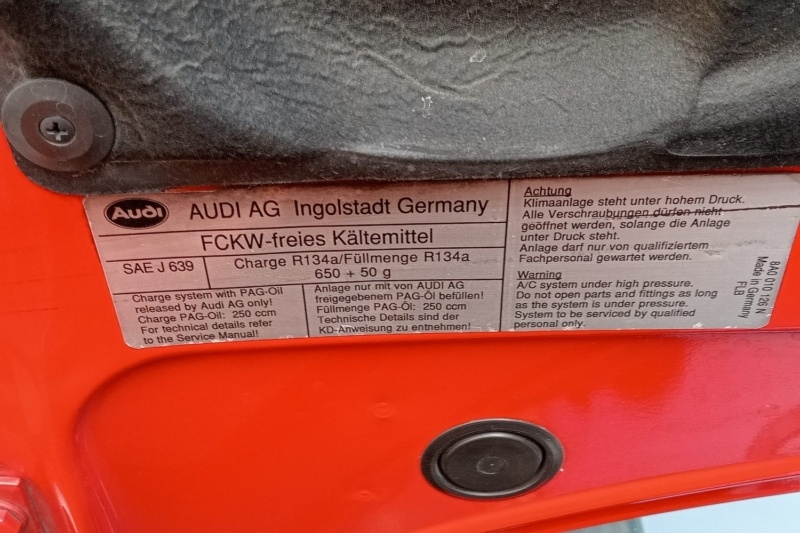 Audi AUDI AG Ingolstadt Germany
FCKW-freies Kältemittel
SAE J 639
Charge R134a/Füllmenge R134a
650 + 50 g
Charge system with PAG-Oil
released by Audi AG only!
Charge PAG-Oil: 250 ccm
For technical details refer
to the Service Manual!
Anlage nur mit von AUDI AG
freigegebenem PAG-Öl befüllen!
Füllmenge PAG-Öl: 250 ccm
Technische Details sind der
KD-Anweisung zu entnehmen!
Achtung
Klimaanlage steht unter hohem Druck.
Alle Verschraubungen dürfen nicht
geöffnet werden, solange die Anlage
unter Druck steht.
Anlage darf nur von qualifiziertem
Fachpersonal gewartet werden.
Warning
A/C system under high pressure.
Do not open parts and fittings as long
as the system is under pressure.
System to be serviced by qualified
personal only.
8A0 010 126 N
Made in Germany
FLB